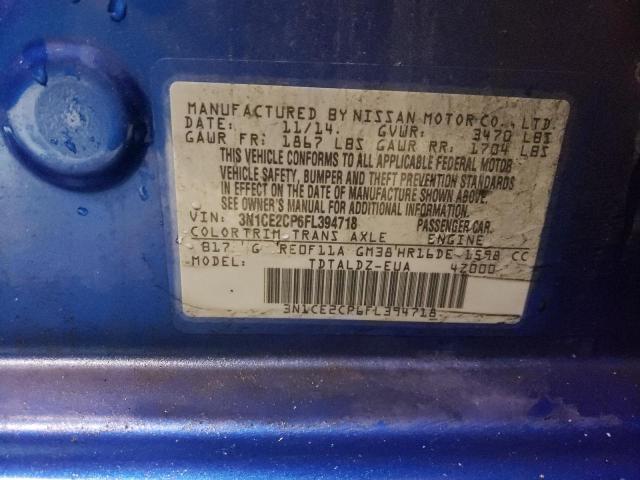 MANUFACTURED BY NISSAN MOTOR CO., LTD.
DATE: 11/14. GVWR: 3470 LBS
GAWR FR: 1867 LBS GAWR RR: 1704 LBS
THIS VEHICLE CONFORMS TO ALL APPLICABLE FEDERAL MOTOR
VEHICLE SAFETY, BUMPER AND THEFT PREVENTION STANDARDS
IN EFFECT ON THE DATE OF MANUFACTURE SHOWN ABOVE.
SEE OWNER'S MANUAL FOR ADDITIONAL INFORMATION.
VIN: 3N1CE2CP6FL394718 PASSENGER CAR.
COLOR TRIM TRANS AXLE ENGINE
B17 G RE0F11A GM38 HR16DE 1598 CC
TDTALDZ-EUA 42000
3N1CE2CP6FL394718